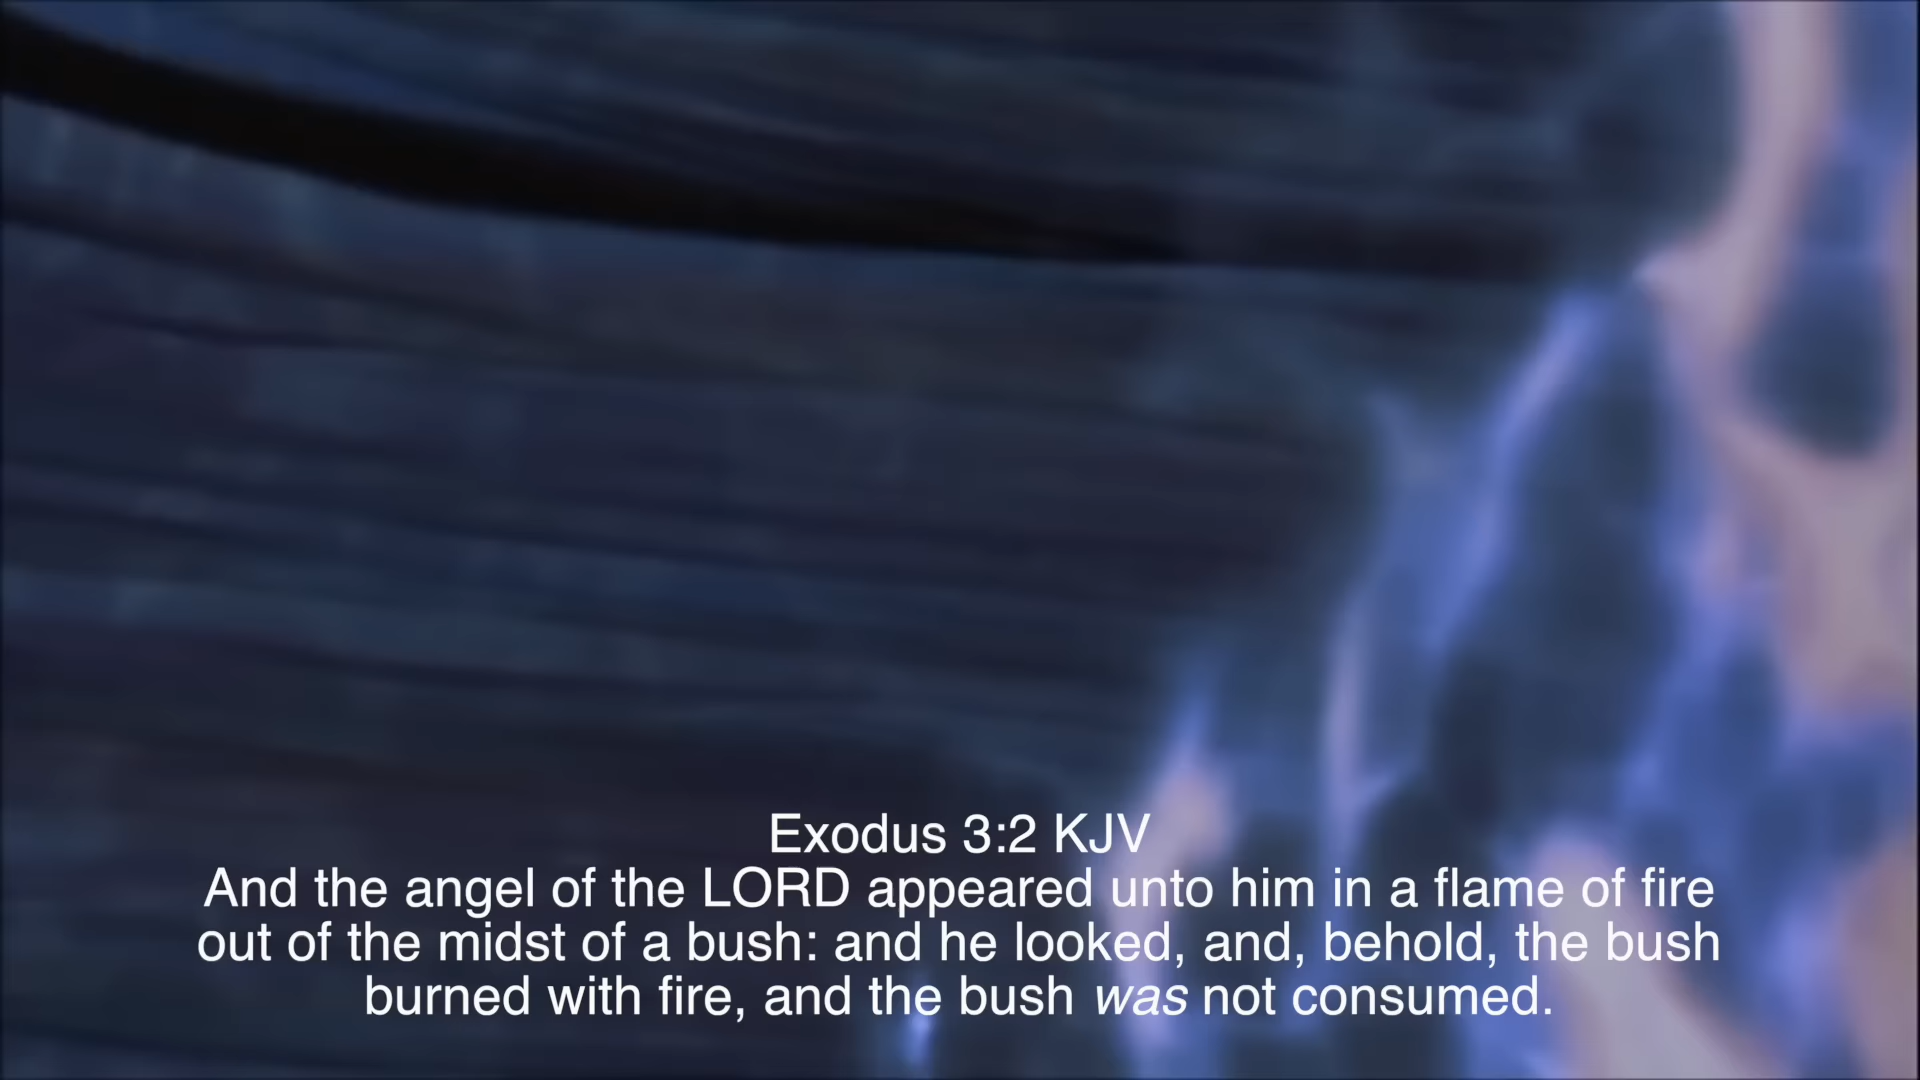 Exodus 3:2 KJV
And the angel of the LORD appeared unto him in a flame of fire
out of the midst of a bush: and he looked, and, behold, the bush
burned with fire, and the bush was not consumed.